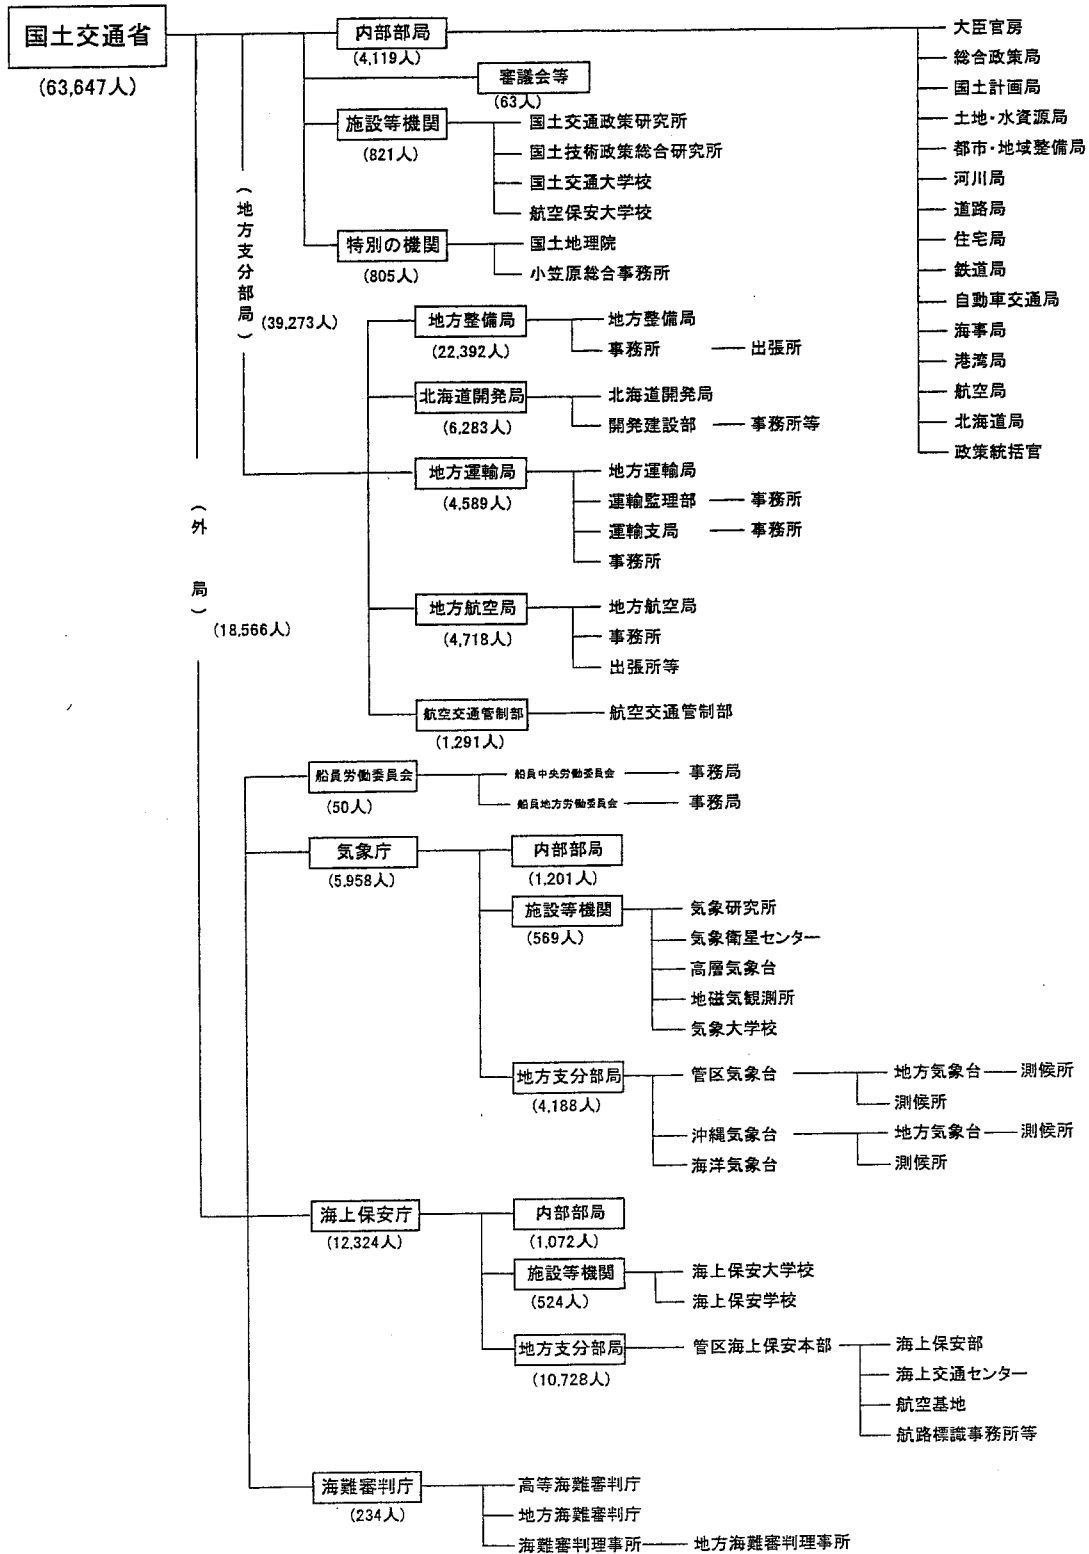 国土交通省
(63,647人)
内部部局
(4,119人)
大臣官房
総合政策局
国土計画局
土地・水資源局
都市・地域整備局
河川局
道路局
住宅局
鉄道局
自動車交通局
海事局
港湾局
航空局
北海道局
政策統括官
審議会等
(63人)
施設等機関
(821人)
国土交通政策研究所
国土技術政策総合研究所
国土交通大学校
航空保安大学校
特別の機関
(805人)
国土地理院
小笠原総合事務所
(地方支分部局)
(39,273人)
地方整備局
(22,392人)
地方整備局
事務所 出張所
北海道開発局
(6,283人)
北海道開発局
開発建設部 事務所等
地方運輸局
(4,589人)
地方運輸局
運輸監理部 事務所
運輸支局 事務所
事務所
地方航空局
(4,718人)
地方航空局
事務所
出張所等
航空交通管制部
(1,291人)
航空交通管制部
(外局)
(18,566人)
船員労働委員会
(50人)
船員中央労働委員会 事務局
船員地方労働委員会 事務局
気象庁
(5,958人)
内部部局
(1,201人)
施設等機関
(569人)
気象研究所
気象衛星センター
高層気象台
地磁気観測所
気象大学校
地方支分部局
(4,188人)
管区気象台 地方気象台 測候所
測候所
沖縄気象台 地方気象台 測候所
海洋気象台 測候所
海上保安庁
(12,324人)
内部部局
(1,072人)
施設等機関
(524人)
海上保安大学校
海上保安学校
地方支分部局
(10,728人)
管区海上保安本部 海上保安部
海上交通センター
航空基地
航路標識事務所等
海難審判庁
(234人)
高等海難審判庁
地方海難審判庁
海難審判理事所 地方海難審判理事所